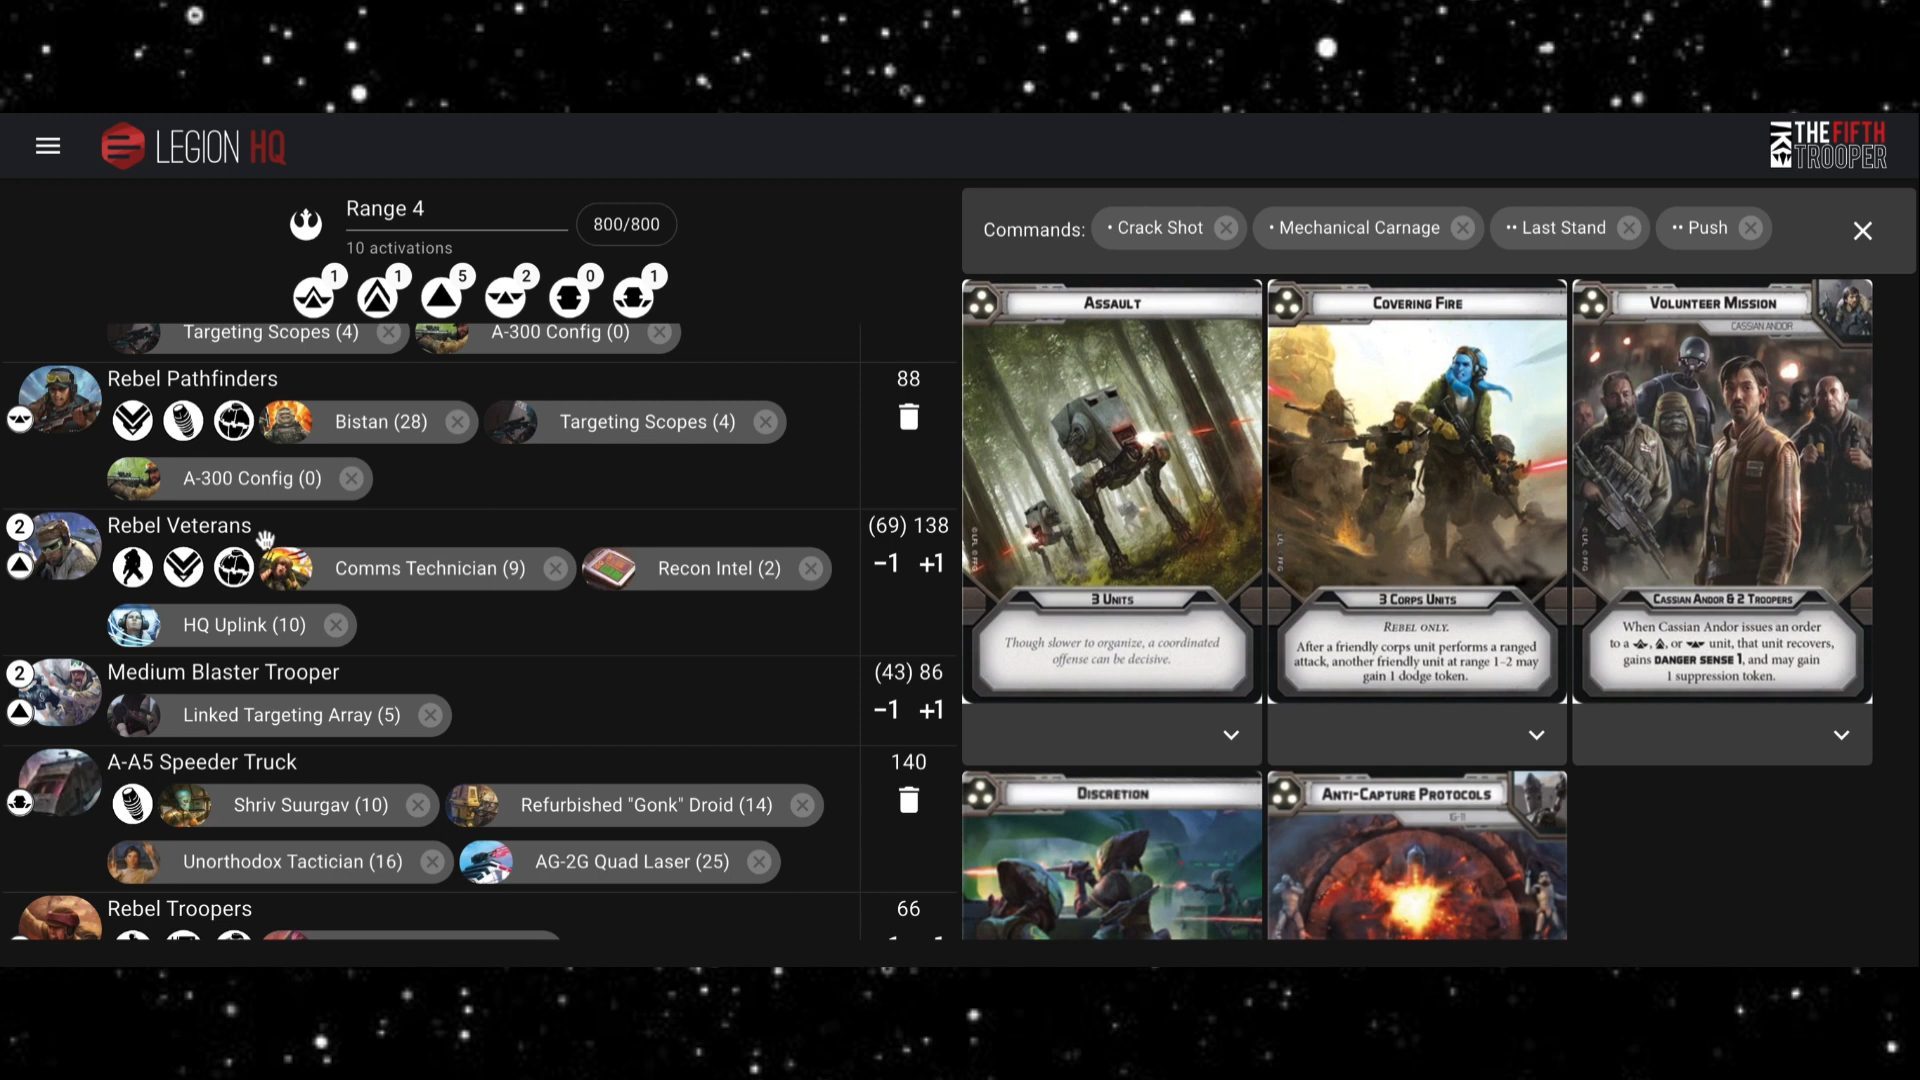 LEGION HQ
THE FIFTH
TROOPER
Range 4
800/800
10 activations
1
1
5
2
0
1
Targeting Scopes (4)
A-300 Config (0)
Rebel Pathfinders
88
Bistan (28)
Targeting Scopes (4)
A-300 Config (0)
2
Rebel Veterans
(69) 138
Comms Technician (9)
Recon Intel (2)
−1 +1
HQ Uplink (10)
2
Medium Blaster Trooper
(43) 86
Linked Targeting Array (5)
−1 +1
A-A5 Speeder Truck
140
Shriv Suurgav (10)
Refurbished "Gonk" Droid (14)
Unorthodox Tactician (16)
AG-2G Quad Laser (25)
Rebel Troopers
66
Commands:
• Crack Shot
• Mechanical Carnage
•• Last Stand
•• Push
ASSAULT
©LFL ©FFG
3 UNITS
Though slower to organize, a coordinated
offense can be decisive.
COVERING FIRE
©LFL ©FFG
3 CORPS UNITS
REBEL ONLY.
After a friendly corps unit performs a ranged
attack, another friendly unit at range 1–2 may
gain 1 dodge token.
VOLUNTEER MISSION
CASSIAN ANDOR
©LFL ©FFG
CASSIAN ANDOR & 2 TROOPERS
When Cassian Andor issues an order
to a , , or unit, that unit recovers,
gains DANGER SENSE 1, and may gain
1 suppression token.
DISCRETION
ANTI-CAPTURE PROTOCOLS
IG-11